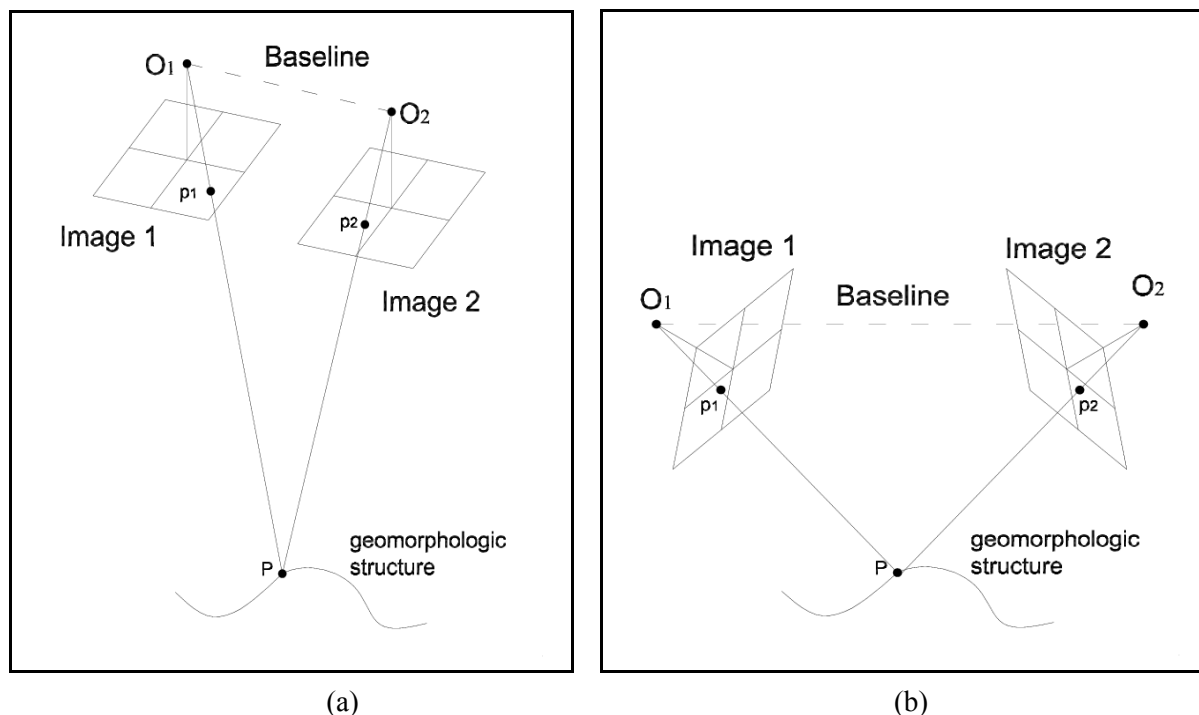 O1
Baseline
O2
p1
Image 1
p2
Image 2
geomorphologic
structure
P
(a)
Image 1
Image 2
O1
Baseline
O2
p1
p2
geomorphologic
structure
P
(b)